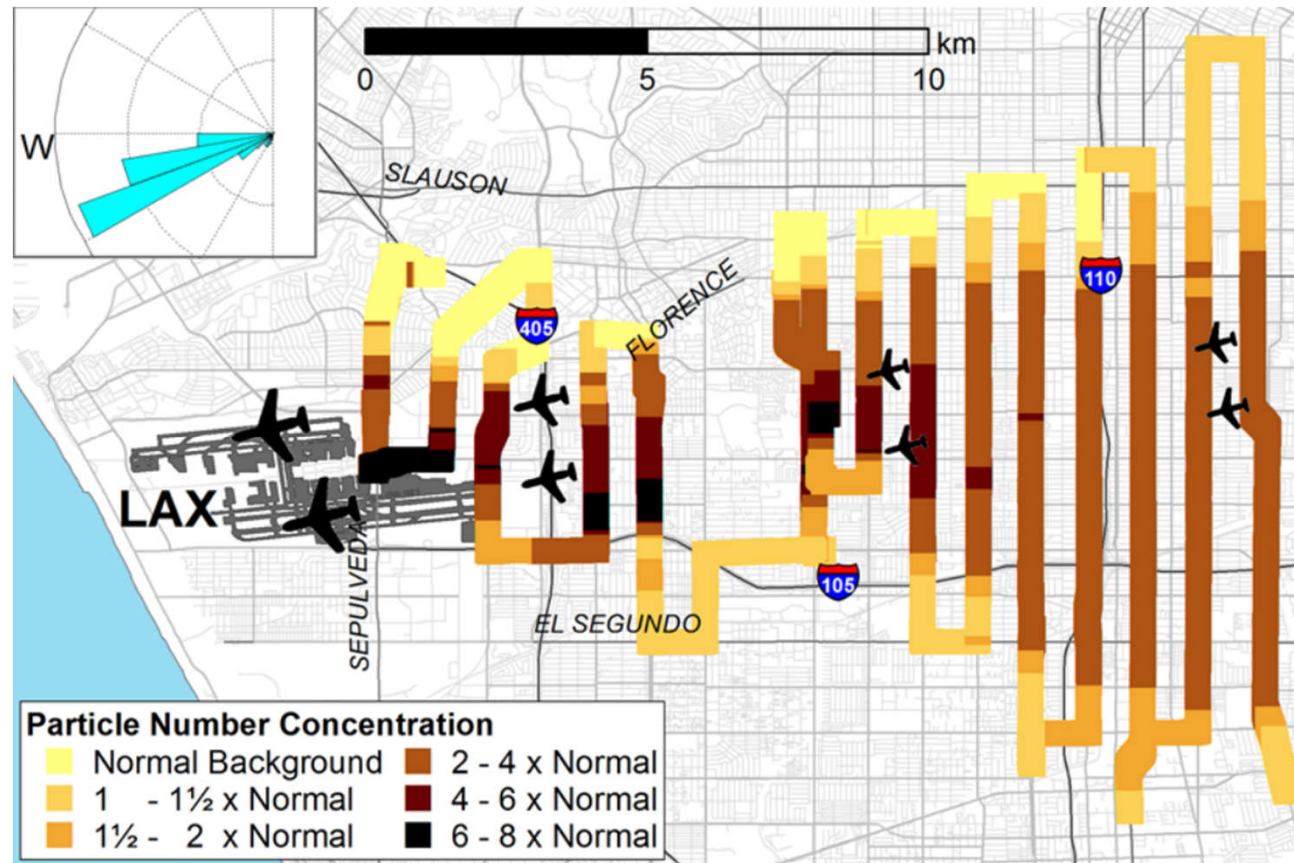 0 5 10
km
W
SLAUSON
405
FLORENCE
110
LAX
SEPULVEDA
105
EL SEGUNDO
Particle Number Concentration
Normal Background
2 - 4 x Normal
1 - 1½ x Normal
4 - 6 x Normal
1½ - 2 x Normal
6 - 8 x Normal